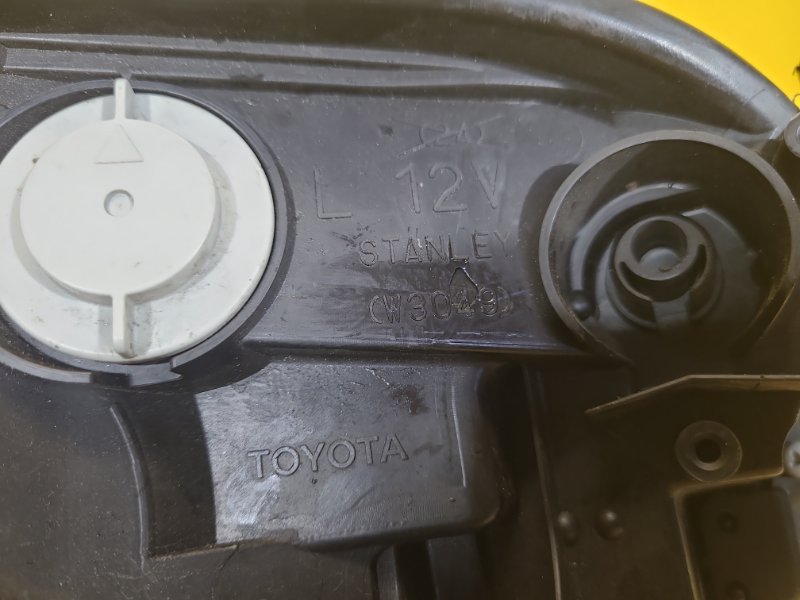 L 12V
STANLEY
(W3049)
TOYOTA